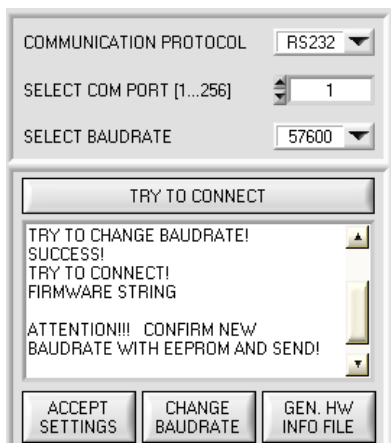 COMMUNICATION PROTOCOL RS232
SELECT COM PORT [1...256] 1
SELECT BAUDRATE 57600
TRY TO CONNECT
TRY TO CHANGE BAUDRATE!
SUCCESS!
TRY TO CONNECT!
FIRMWARE STRING
ATTENTION!!! CONFIRM NEW
BAUDRATE WITH EEPROM AND SEND!
ACCEPT
SETTINGS
CHANGE
BAUDRATE
GEN. HW
INFO FILE